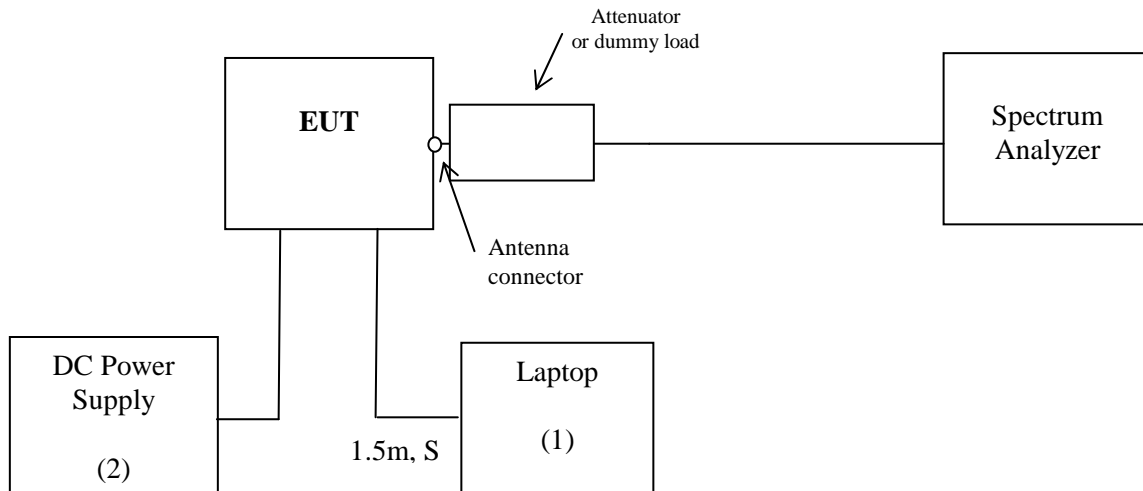 Attenuator
or dummy load
EUT
Spectrum
Analyzer
Antenna
connector
DC Power
Supply
(2)
Laptop
(1)
1.5m, S